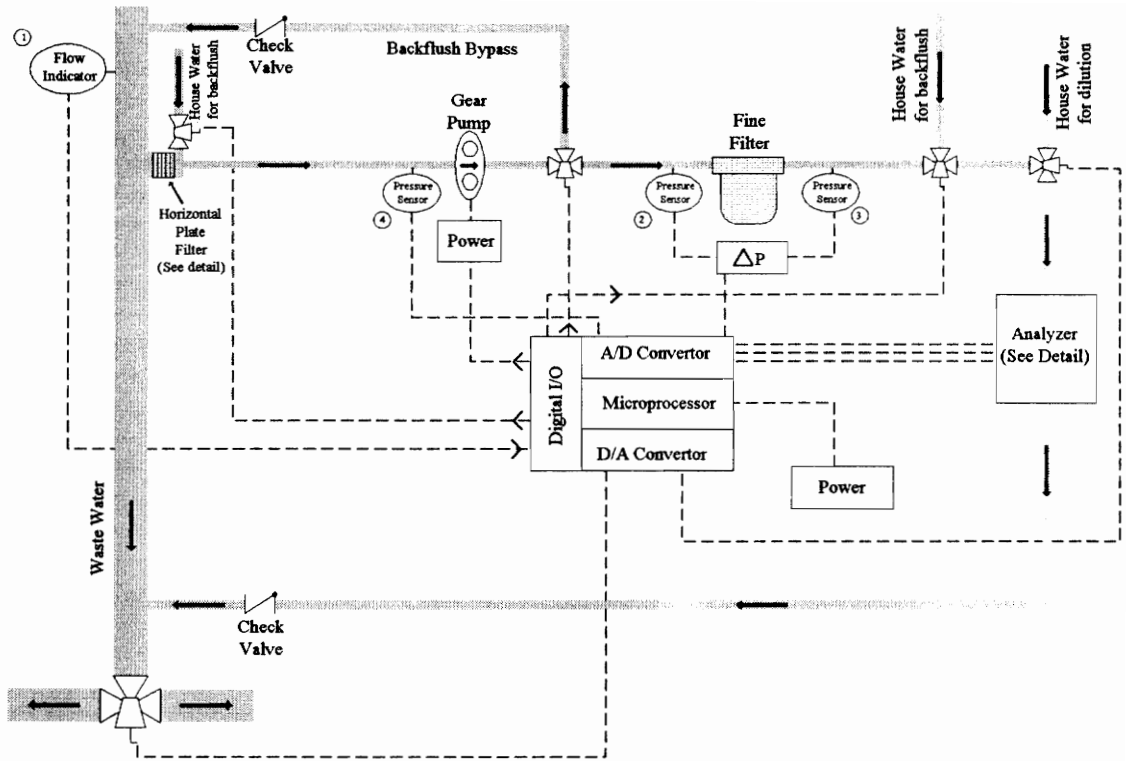 1
Flow
Indicator
House Water
for backflush
Check
Valve
Backflush Bypass
Gear
Pump
Fine
Filter
House Water
for backflush
House Water
for dilution
Horizontal
Plate
Filter
(See detail)
Pressure
Sensor
4
Power
Pressure
Sensor
2
Pressure
Sensor
3
△P
Digital I/O
A/D Convertor
Microprocessor
D/A Convertor
Analyzer
(See Detail)
Power
Waste Water
Check
Valve